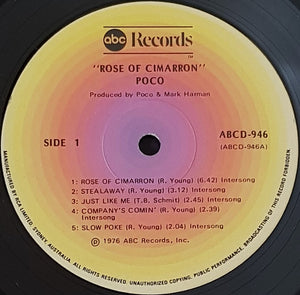 abc Records
TM
"ROSE OF CIMARRON"
POCO
Produced by Poco & Mark Harman
SIDE 1
ABCD-946
(ABCD-946A)
1: ROSE OF CIMARRON (R. Young) (6.42) Intersong
2: STEALAWAY (R. Young) (3.12) Intersong
3: JUST LIKE ME (T.B. Schmit) (2.45) Intersong
4: COMPANY'S COMIN' (R. Young) (2.39) Intersong
5: SLOW POKE (R. Young) (2.04) Intersong
Ⓟ 1976 ABC Records, Inc.
MANUFACTURED BY RCA LIMITED, SYDNEY, AUSTRALIA. ALL RIGHTS RESERVED. UNAUTHORIZED COPYING, PUBLIC PERFORMANCE, BROADCASTING OF THIS RECORD FORBIDDEN.